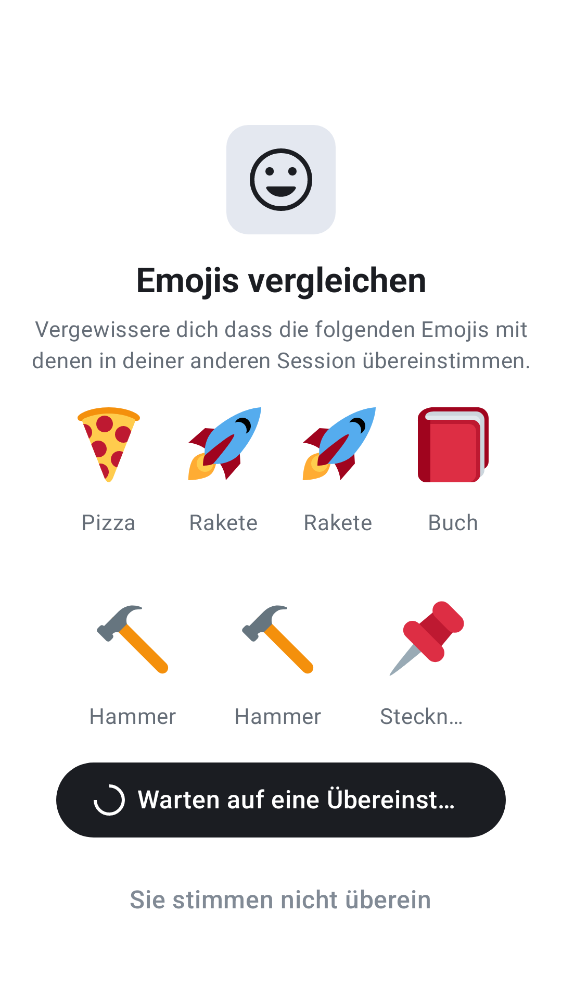 Emojis vergleichen
Vergewissere dich dass die folgenden Emojis mit
denen in deiner anderen Session übereinstimmen.
Pizza Rakete Rakete Buch
Hammer Hammer Steckn…
Warten auf eine Übereinst…
Sie stimmen nicht überein